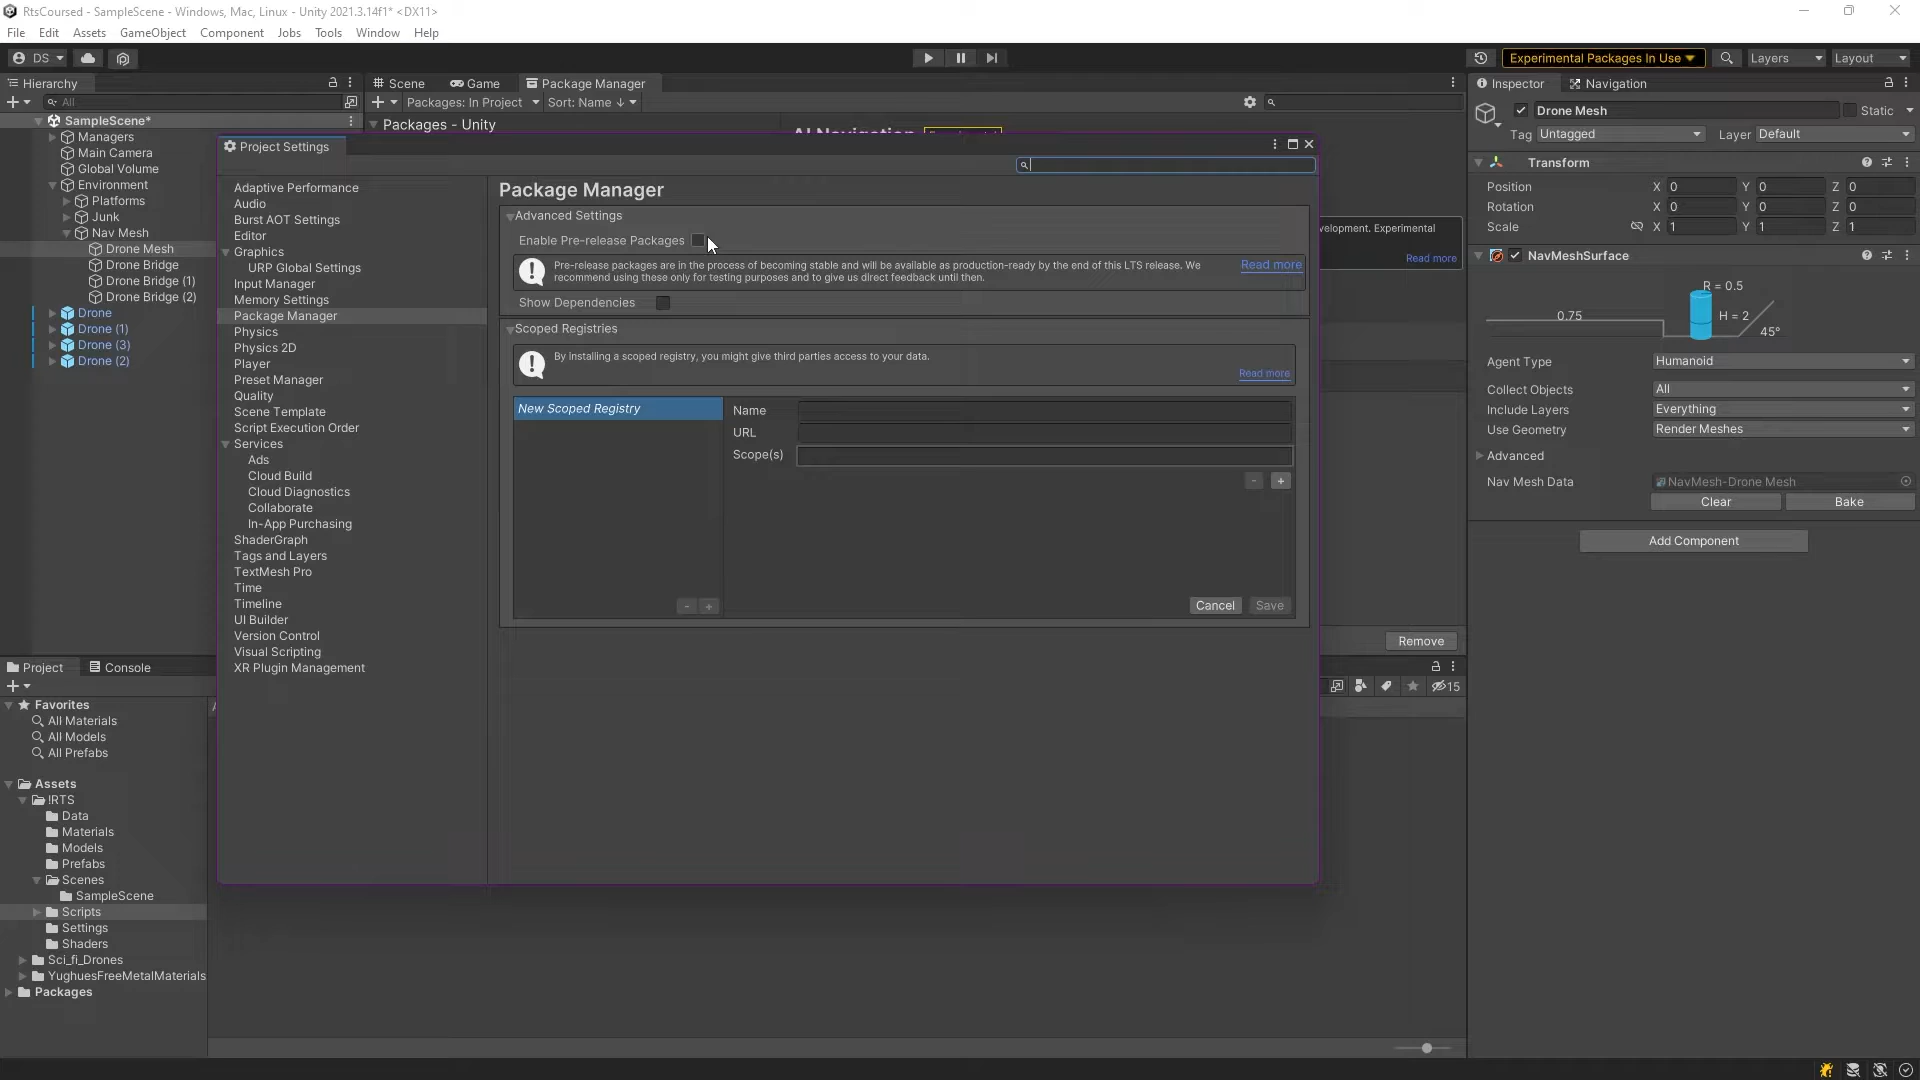 RtsCoursed - SampleScene - Windows, Mac, Linux - Unity 2021.3.14f1* <DX11>
File Edit Assets GameObject Component Jobs Tools Window Help
DS Experimental Packages In Use Layers Layout
Hierarchy Scene Game Package Manager Inspector Navigation
All Packages: In Project Sort: Name ↓
SampleScene* Packages - Unity
Managers
Main Camera
Global Volume
Environment
Platforms
Junk
Nav Mesh
Drone Mesh
Drone Bridge
Drone Bridge (1)
Drone Bridge (2)
Drone
Drone (1)
Drone (3)
Drone (2)
AI Navigation
Project Settings
Adaptive Performance
Audio
Burst AOT Settings
Editor
Graphics
URP Global Settings
Input Manager
Memory Settings
Package Manager
Physics
Physics 2D
Player
Preset Manager
Quality
Scene Template
Script Execution Order
Services
Ads
Cloud Build
Cloud Diagnostics
Collaborate
In-App Purchasing
ShaderGraph
Tags and Layers
TextMesh Pro
Time
Timeline
UI Builder
Version Control
Visual Scripting
XR Plugin Management
Package Manager
Advanced Settings
Enable Pre-release Packages
Pre-release packages are in the process of becoming stable and will be available as production-ready by the end of this LTS release. We
recommend using these only for testing purposes and to give us direct feedback until then.
Read more
Show Dependencies
Scoped Registries
By installing a scoped registry, you might give third parties access to your data.
Read more
New Scoped Registry
Name
URL
Scope(s)
- +
- +
Cancel Save
velopment. Experimental
Read more
Remove
Drone Mesh Static
Tag Untagged Layer Default
Transform
Position X 0 Y 0 Z 0
Rotation X 0 Y 0 Z 0
Scale X 1 Y 1 Z 1
NavMeshSurface
R = 0.5
0.75 H = 2
45°
Agent Type Humanoid
Collect Objects All
Include Layers Everything
Use Geometry Render Meshes
Advanced
Nav Mesh Data NavMesh-Drone Mesh
Clear Bake
Add Component
Project Console
15
Favorites
All Materials
All Models
All Prefabs
Assets
!RTS
Data
Materials
Models
Prefabs
Scenes
SampleScene
Scripts
Settings
Shaders
Sci_fi_Drones
YughuesFreeMetalMaterials
Packages